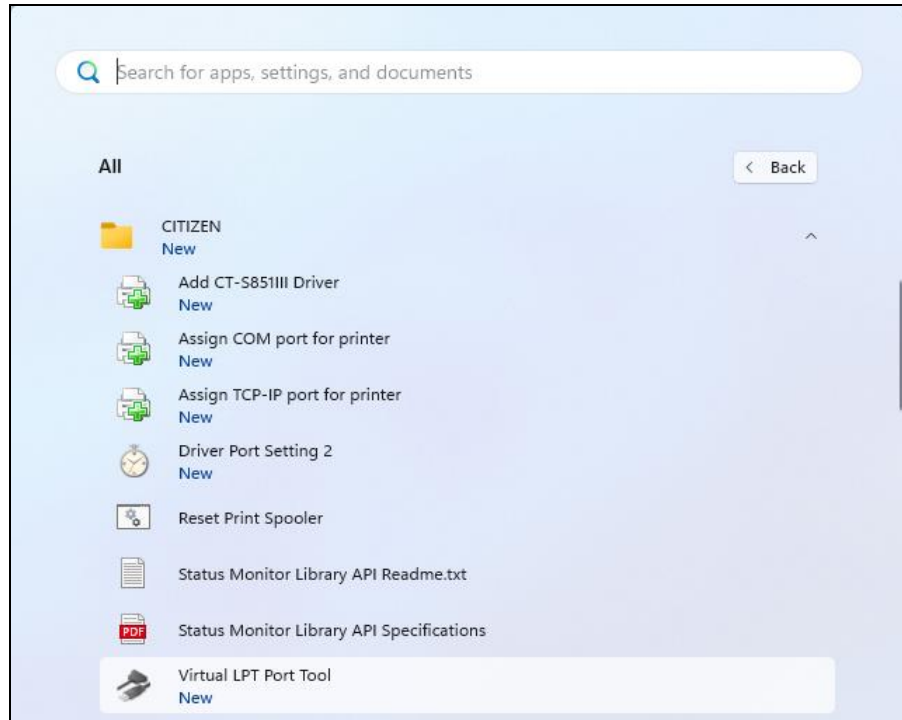 Search for apps, settings, and documents
All
< Back
CITIZEN
New
Add CT-S851III Driver
New
Assign COM port for printer
New
Assign TCP-IP port for printer
New
Driver Port Setting 2
New
Reset Print Spooler
Status Monitor Library API Readme.txt
PDF
Status Monitor Library API Specifications
Virtual LPT Port Tool
New